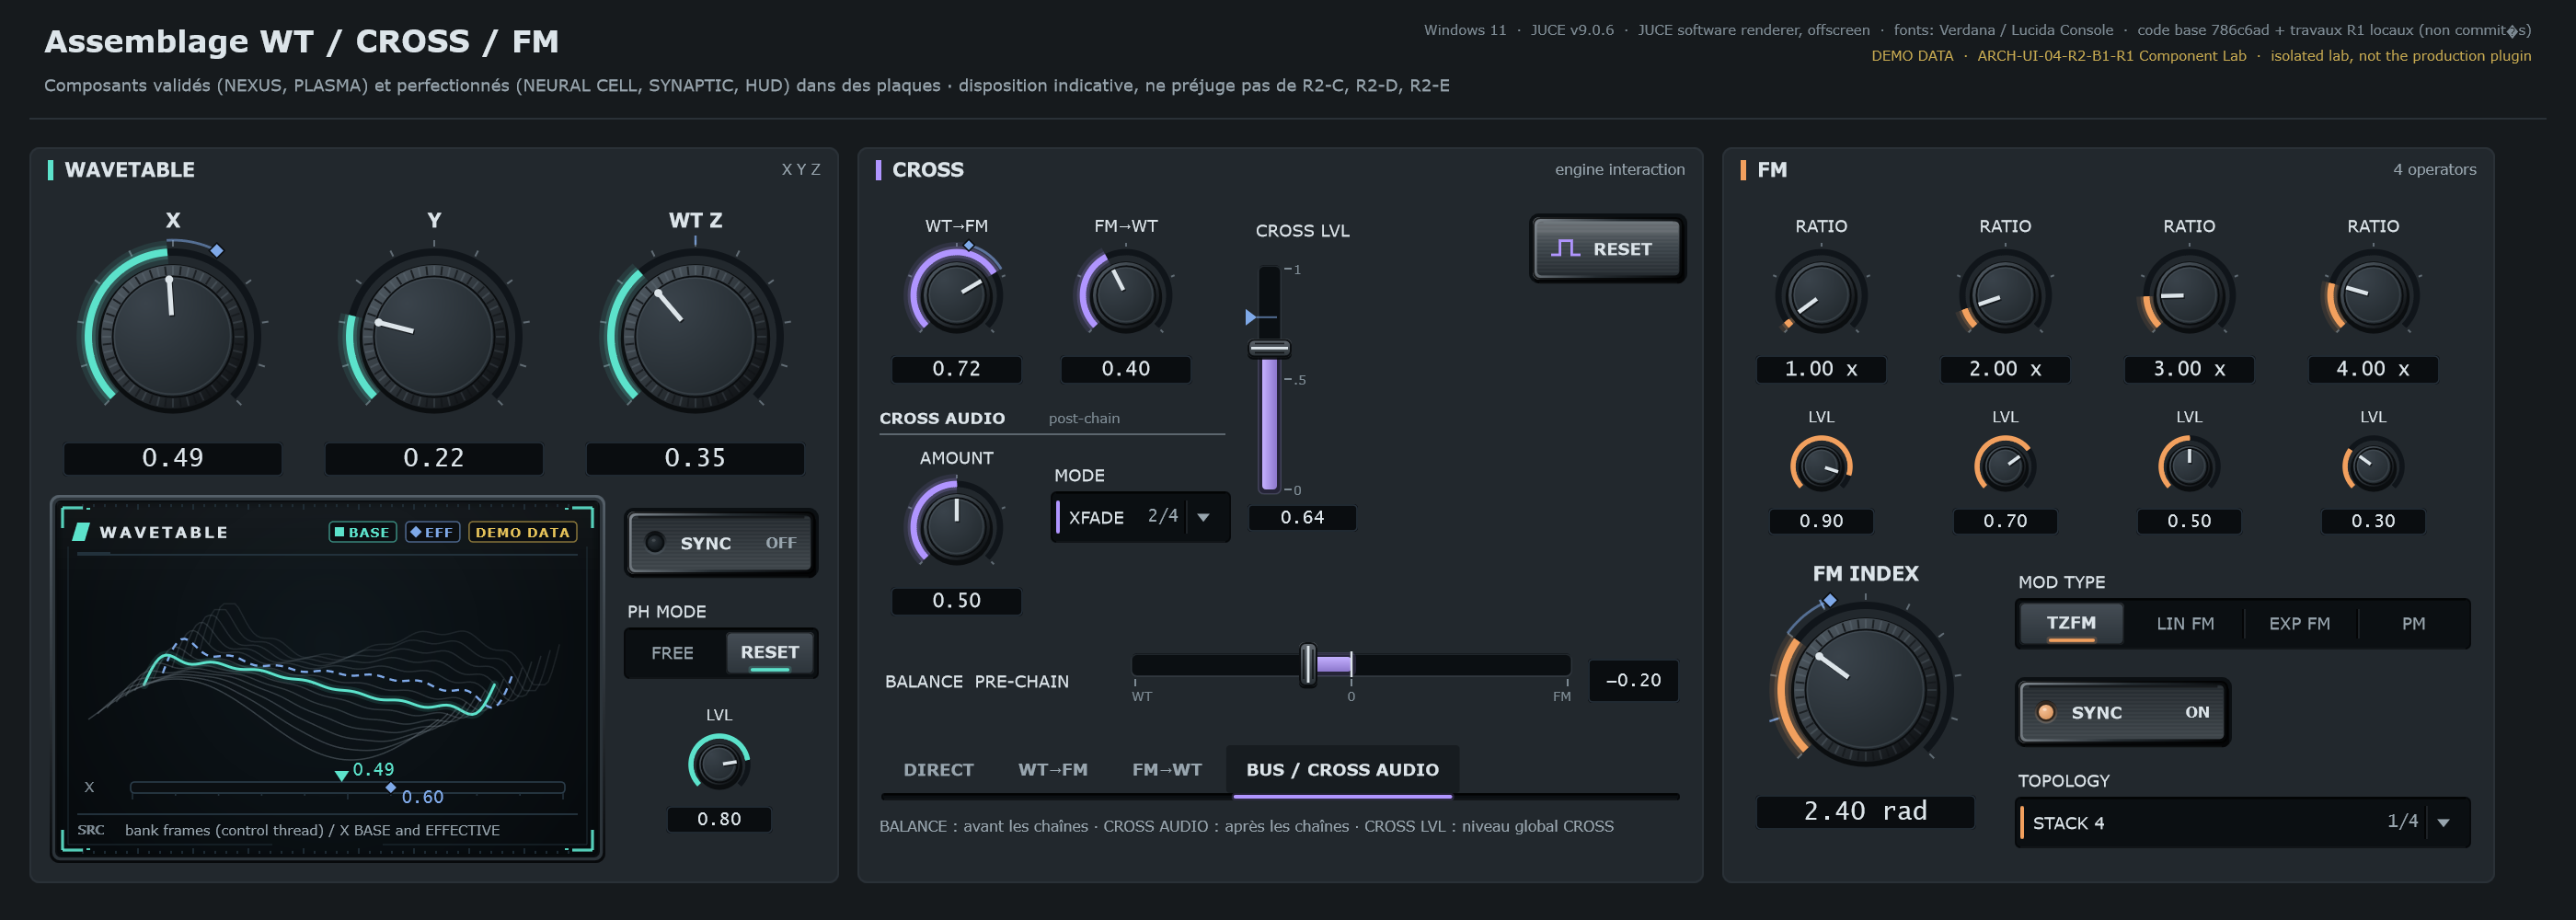 Assemblage WT / CROSS / FM
Windows 11 · JUCE v9.0.6 · JUCE software renderer, offscreen · fonts: Verdana / Lucida Console · code base 786c6ad + travaux R1 locaux (non commit�s)
DEMO DATA · ARCH-UI-04-R2-B1-R1 Component Lab · isolated lab, not the production plugin
Composants validés (NEXUS, PLASMA) et perfectionnés (NEURAL CELL, SYNAPTIC, HUD) dans des plaques · disposition indicative, ne préjuge pas de R2-C, R2-D, R2-E
WAVETABLE
X Y Z
X
Y
WT Z
0.49
0.22
0.35
WAVETABLE
BASE
EFF
DEMO DATA
0.49
X
0.60
SRC bank frames (control thread) / X BASE and EFFECTIVE
SYNC OFF
PH MODE
FREE
RESET
LVL
0.80
CROSS
engine interaction
WT→FM
FM→WT
CROSS LVL
RESET
0.72
0.40
1
.5
0
0.64
CROSS AUDIO
post-chain
AMOUNT
0.50
MODE
XFADE 2/4
BALANCE PRE-CHAIN
WT
0
FM
−0.20
DIRECT
WT→FM
FM→WT
BUS / CROSS AUDIO
BALANCE : avant les chaînes · CROSS AUDIO : après les chaînes · CROSS LVL : niveau global CROSS
FM
4 operators
RATIO
RATIO
RATIO
RATIO
1.00 x
2.00 x
3.00 x
4.00 x
LVL
LVL
LVL
LVL
0.90
0.70
0.50
0.30
FM INDEX
2.40 rad
MOD TYPE
TZFM
LIN FM
EXP FM
PM
SYNC ON
TOPOLOGY
STACK 4 1/4